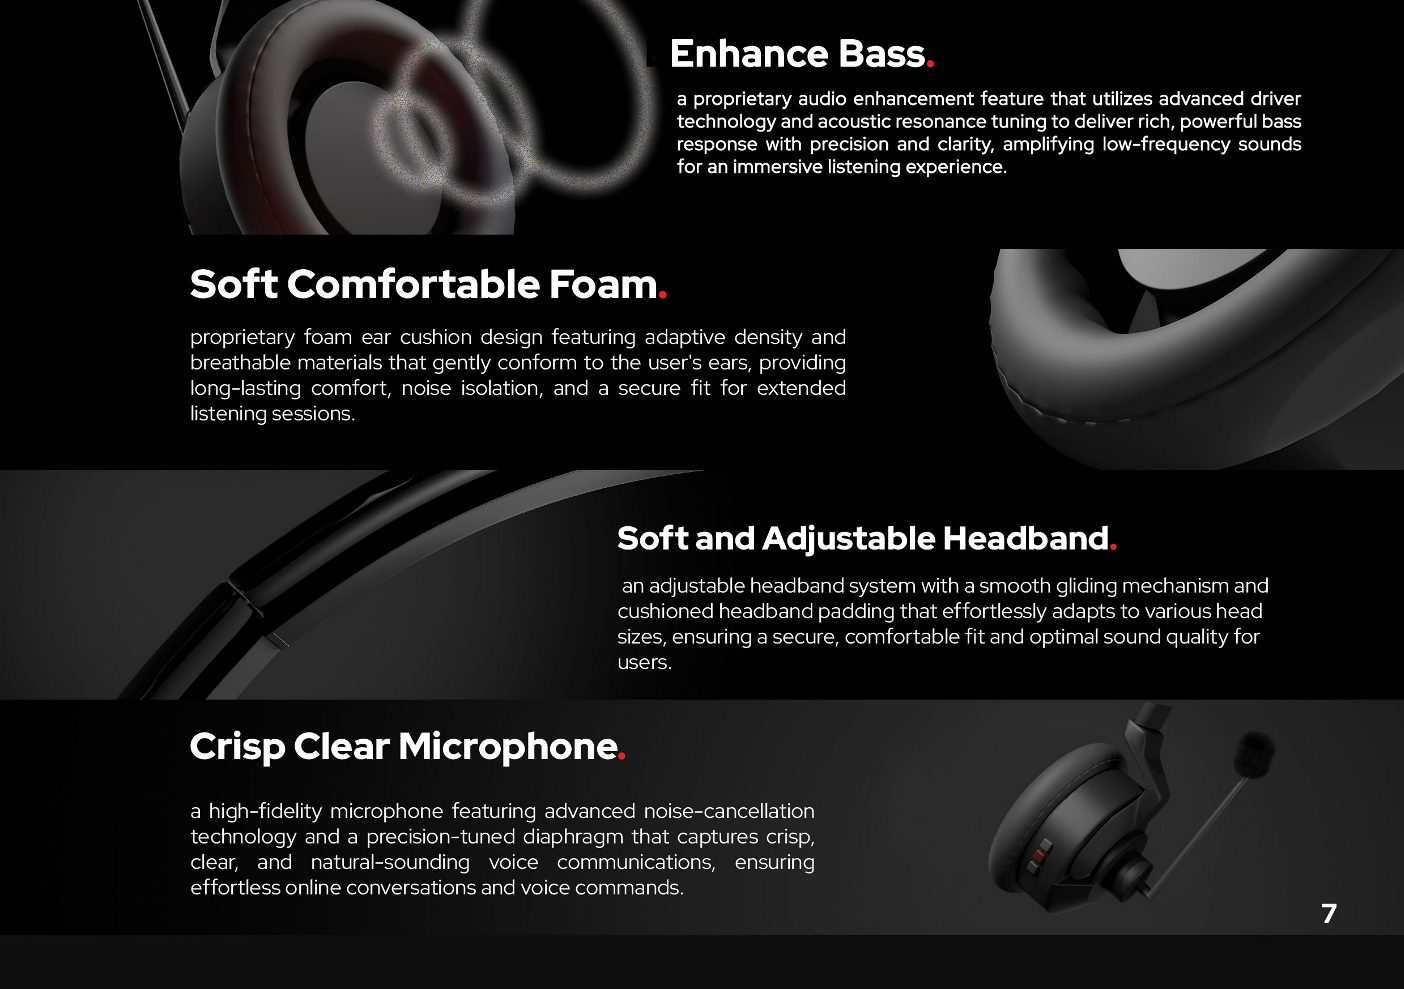 Enhance Bass.
a proprietary audio enhancement feature that utilizes advanced driver
technology and acoustic resonance tuning to deliver rich, powerful bass
response with precision and clarity, amplifying low-frequency sounds
for an immersive listening experience.
Soft Comfortable Foam.
proprietary foam ear cushion design featuring adaptive density and
breathable materials that gently conform to the user's ears, providing
long-lasting comfort, noise isolation, and a secure fit for extended
listening sessions.
Soft and Adjustable Headband.
an adjustable headband system with a smooth gliding mechanism and
cushioned headband padding that effortlessly adapts to various head
sizes, ensuring a secure, comfortable fit and optimal sound quality for
users.
Crisp Clear Microphone.
a high-fidelity microphone featuring advanced noise-cancellation
technology and a precision-tuned diaphragm that captures crisp,
clear, and natural-sounding voice communications, ensuring
effortless online conversations and voice commands.
7